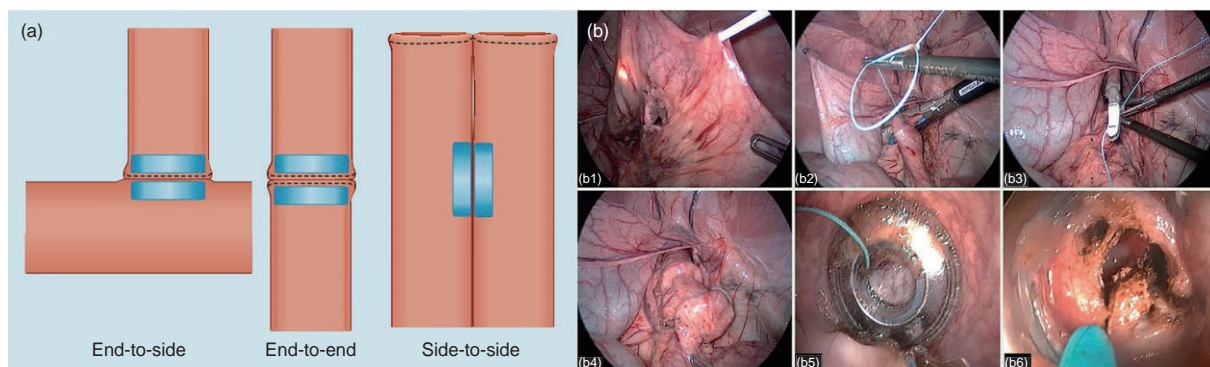 (a)
End-to-side
End-to-end
Side-to-side
(b)
(b1)
(b2)
(b3)
(b4)
(b5)
(b6)